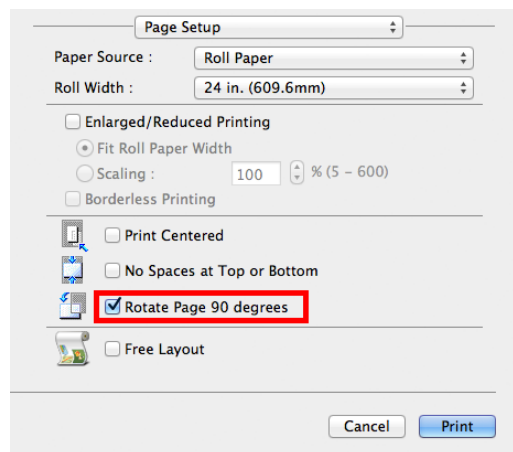 Page Setup
Paper Source : Roll Paper
Roll Width : 24 in. (609.6mm)
Enlarged/Reduced Printing
Fit Roll Paper Width
Scaling : 100 % (5 – 600)
Borderless Printing
Print Centered
No Spaces at Top or Bottom
Rotate Page 90 degrees
Free Layout
Cancel Print